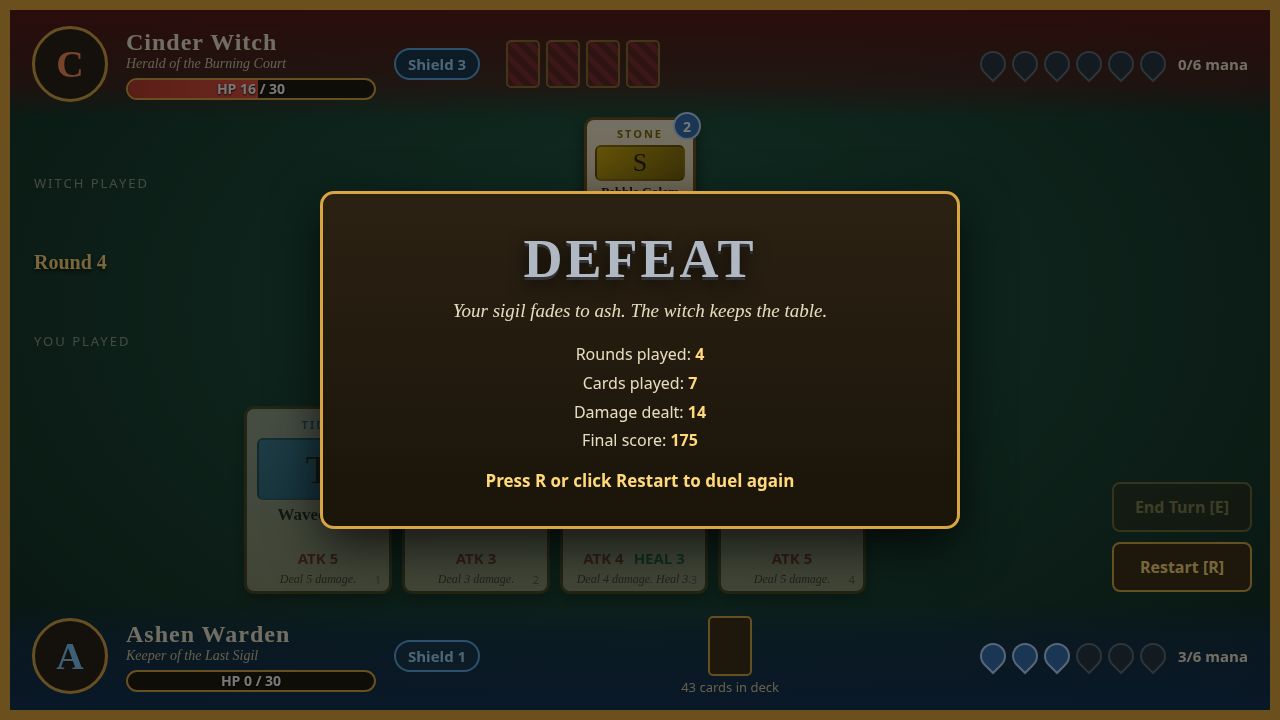 C
Cinder Witch
Herald of the Burning Court
HP 16 / 30
Shield 3
0/6 mana
STONE
2
S
WITCH PLAYED
Round 4
YOU PLAYED
DEFEAT
Your sigil fades to ash. The witch keeps the table.
Rounds played: 4
Cards played: 7
Damage dealt: 14
Final score: 175
Press R or click Restart to duel again
ATK 5
Deal 5 damage. 1
ATK 3
Deal 3 damage. 2
ATK 4 HEAL 3
Deal 4 damage. Heal 3. 3
ATK 5
Deal 5 damage. 4
End Turn [E]
Restart [R]
A
Ashen Warden
Keeper of the Last Sigil
HP 0 / 30
Shield 1
43 cards in deck
3/6 mana